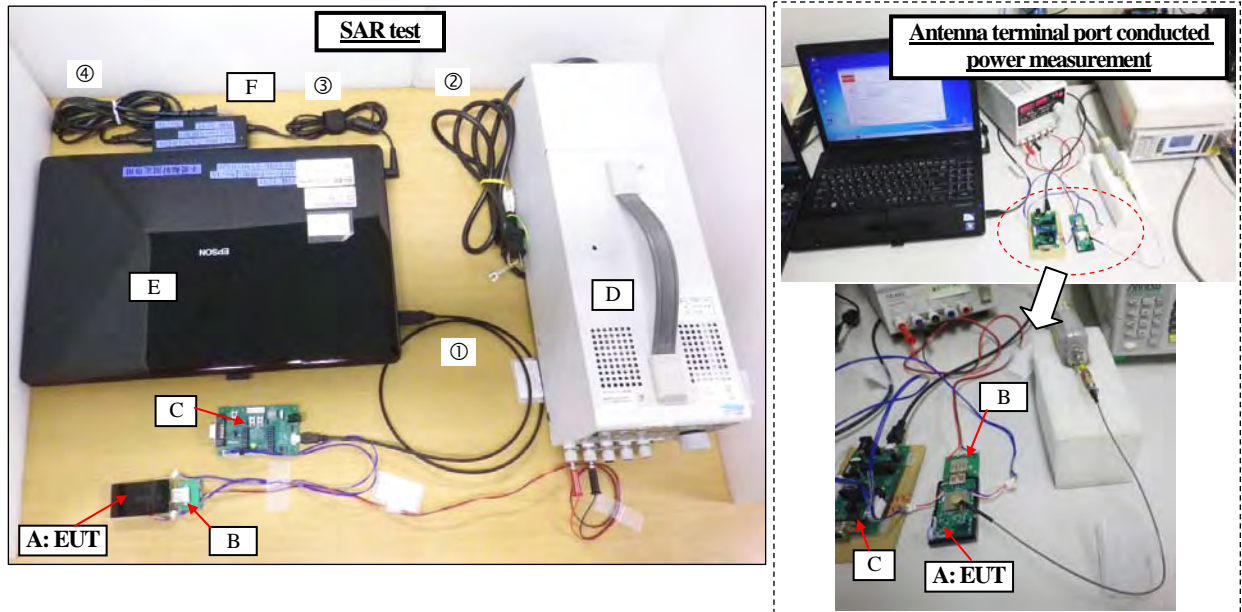 SAR test
④
F
③
②
EPSON
E
D
①
C
A: EUT
B
Antenna terminal port conducted
power measurement
B
C
A: EUT